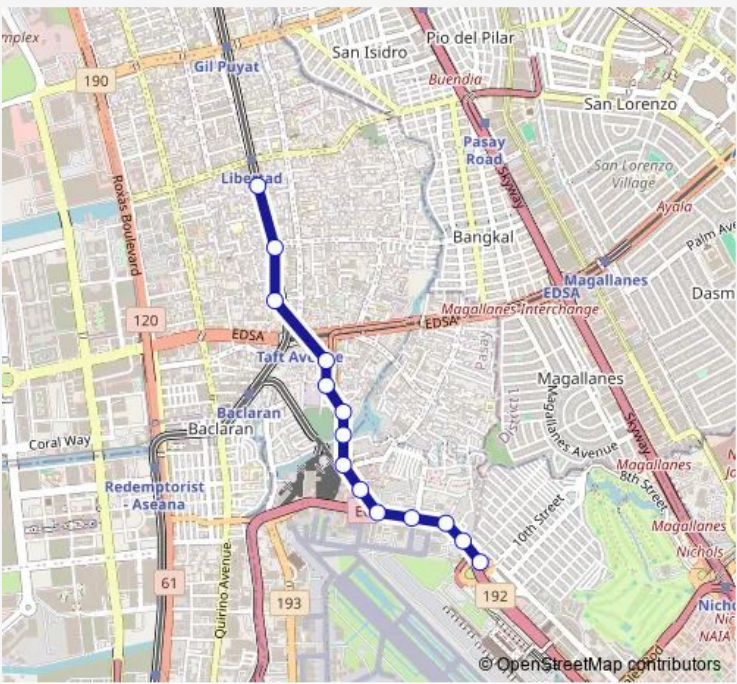 mplex
Pio del Pilar
San Isidro
Gil Puyat
Buendia
190
San Lorenzo
Pasay
Road
San Lorenzo
Village
Libertad
Skyway
Ayala
Roxas Boulevard
Bangkal
Palm Ave
Magallanes
EDSA
Dasm
Magallanes Interchange
120
EDSA
EDSA
Pasay
Taft Avenue
Magallanes
Baclaran
Baclaran
Magallanes Avenue
Skyway
Coral Way
Magallanes
8th Street
Redemptorist
- Aseana
10th Street
Magallanes
Nichols
61
Quirino Avenue
193
192
Nicho
Nic
NAIA
© OpenStreetMap contributors